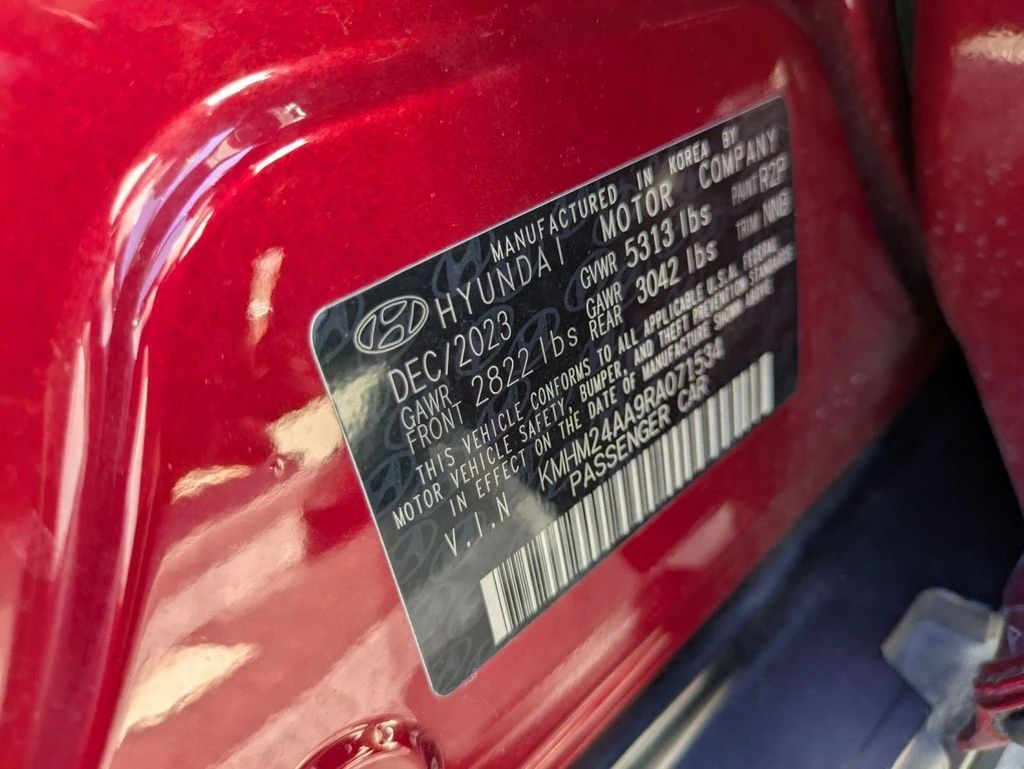 MANUFACTURED IN KOREA BY
HYUNDAI MOTOR COMPANY
DEC/2023 GVWR 5313 lbs PAINT R2P
GAWR FRONT 2822 lbs GAWR REAR 3042 lbs TRIM NNB
THIS VEHICLE CONFORMS TO ALL APPLICABLE U.S.A. FEDERAL
MOTOR VEHICLE SAFETY, BUMPER, AND THEFT PREVENTION STANDARDS
IN EFFECT ON THE DATE OF MANUFACTURE SHOWN ABOVE
V.I.N KMHM24AA9RA071534
PASSENGER CAR